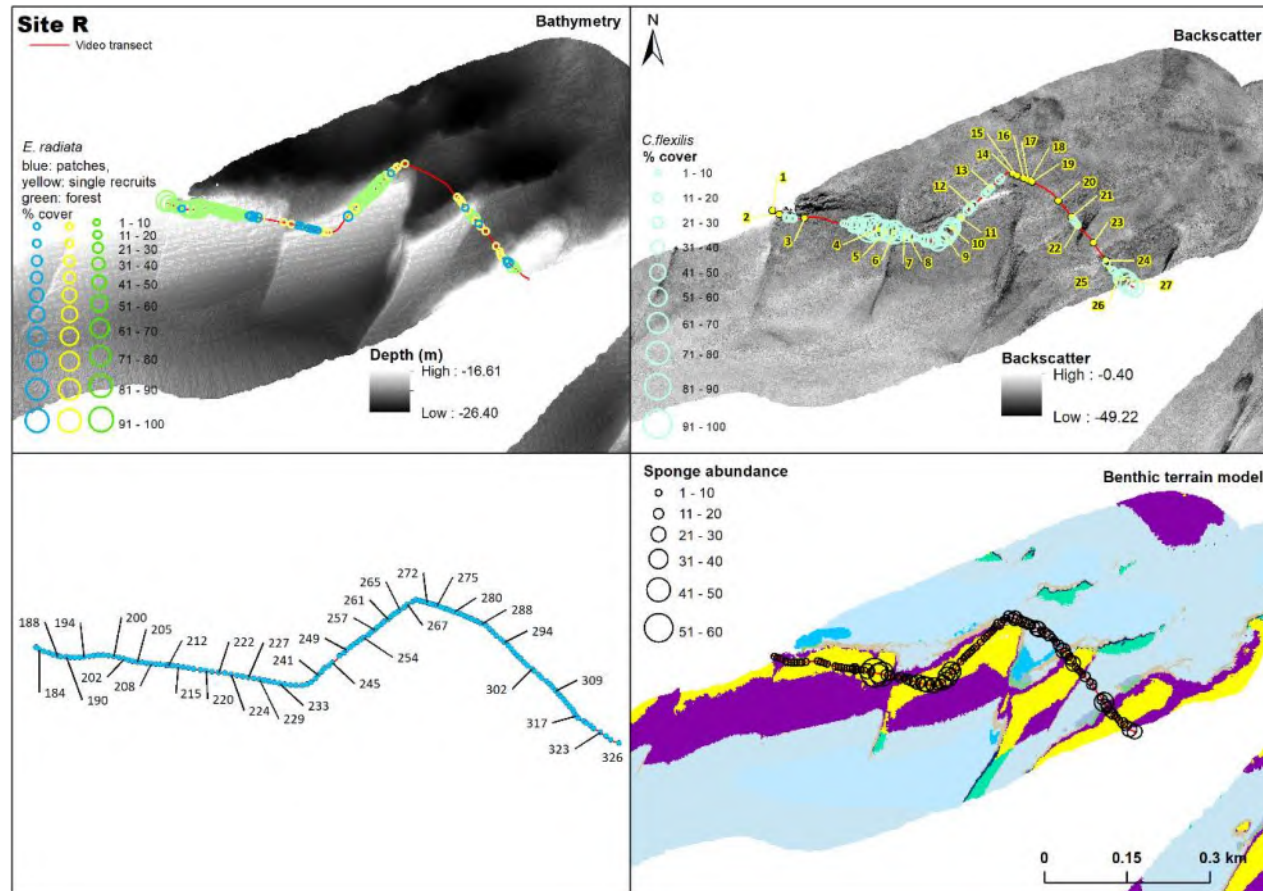 Site R
Bathymetry
Video transect
E. radiata
blue: patches,
yellow: single recruits
green: forest
% cover
1 - 10
11 - 20
21 - 30
31 - 40
41 - 50
51 - 60
61 - 70
71 - 80
81 - 90
91 - 100
Depth (m)
High : -16.61
Low : -26.40
N
Backscatter
C.flexilis
% cover
1 - 10
11 - 20
21 - 30
31 - 40
41 - 50
51 - 60
61 - 70
71 - 80
81 - 90
91 - 100
1
2
3
4
5
6
7
8
9
10
11
12
13
14
15
16
17
18
19
20
21
22
23
24
25
26
27
Backscatter
High : -0.40
Low : -49.22
188
194
200
205
212
222
227
241
249
257
261
265
272
275
280
288
294
309
184
190
202
208
215
220
224
229
233
245
254
267
302
317
323
326
Sponge abundance
1 - 10
11 - 20
21 - 30
31 - 40
41 - 50
51 - 60
Benthic terrain model
0 0.15 0.3 km